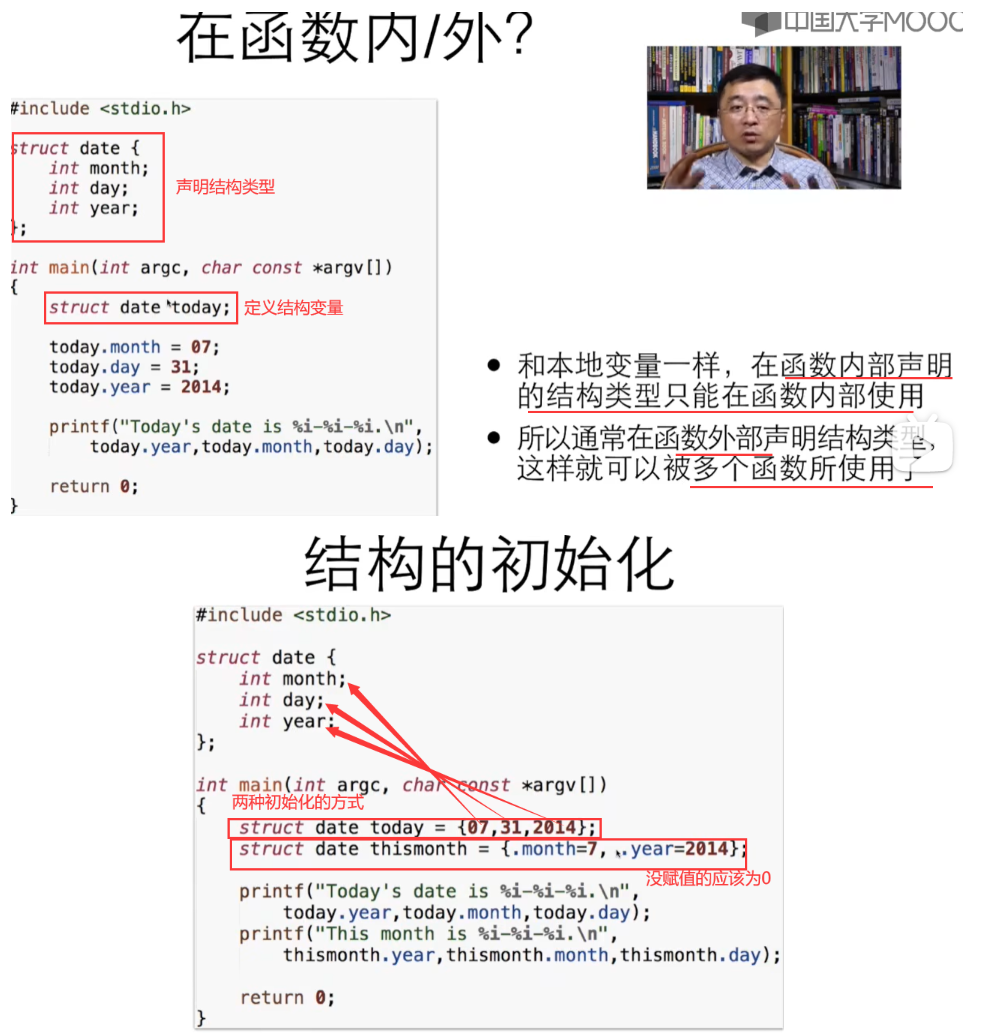 在函数内/外?
中国大学MOOC
#include <stdio.h>
struct date {
int month;
int day;
int year;
};
声明结构类型
int main(int argc, char const *argv[])
{
struct date today;
定义结构变量
today.month = 07;
today.day = 31;
today.year = 2014;
printf("Today's date is %i-%i-%i.\n",
today.year,today.month,today.day);
return 0;
}
● 和本地变量一样，在函数内部声明
的结构类型只能在函数内部使用
● 所以通常在函数外部声明结构类型，
这样就可以被多个函数所使用了
结构的初始化
#include <stdio.h>
struct date {
int month;
int day;
int year;
};
int main(int argc, char const *argv[])
{
两种初始化的方式
struct date today = {07,31,2014};
struct date thismonth = {.month=7, .year=2014};
没赋值的应该为0
printf("Today's date is %i-%i-%i.\n",
today.year,today.month,today.day);
printf("This month is %i-%i-%i.\n",
thismonth.year,thismonth.month,thismonth.day);
return 0;
}